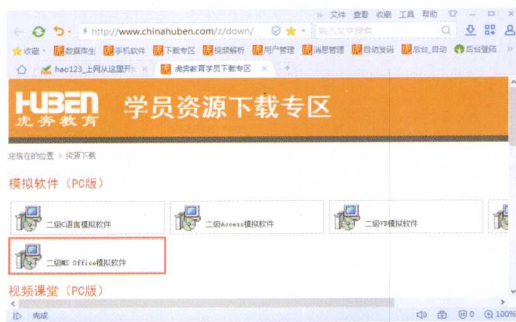 » 文件 查看 收藏 工具 帮助
http://www.chinahuben.com/z/down/
输入文字搜索
收藏 数据库生 手机软件 下载专区 视频解析 用户管理 消息管理 自动发码 后台_自动 后台登陆 »
hao123_上网从这里开 × 虎奔教育学员下载专区 × +
HUBEN
虎奔教育
学员资源下载专区
您现在的位置 > 资源下载
模拟软件（PC版）
二级C语言模拟软件 二级Access模拟软件 二级VB模拟软件
二级MS Office模拟软件
视频课堂（PC版）
完成 0 100%